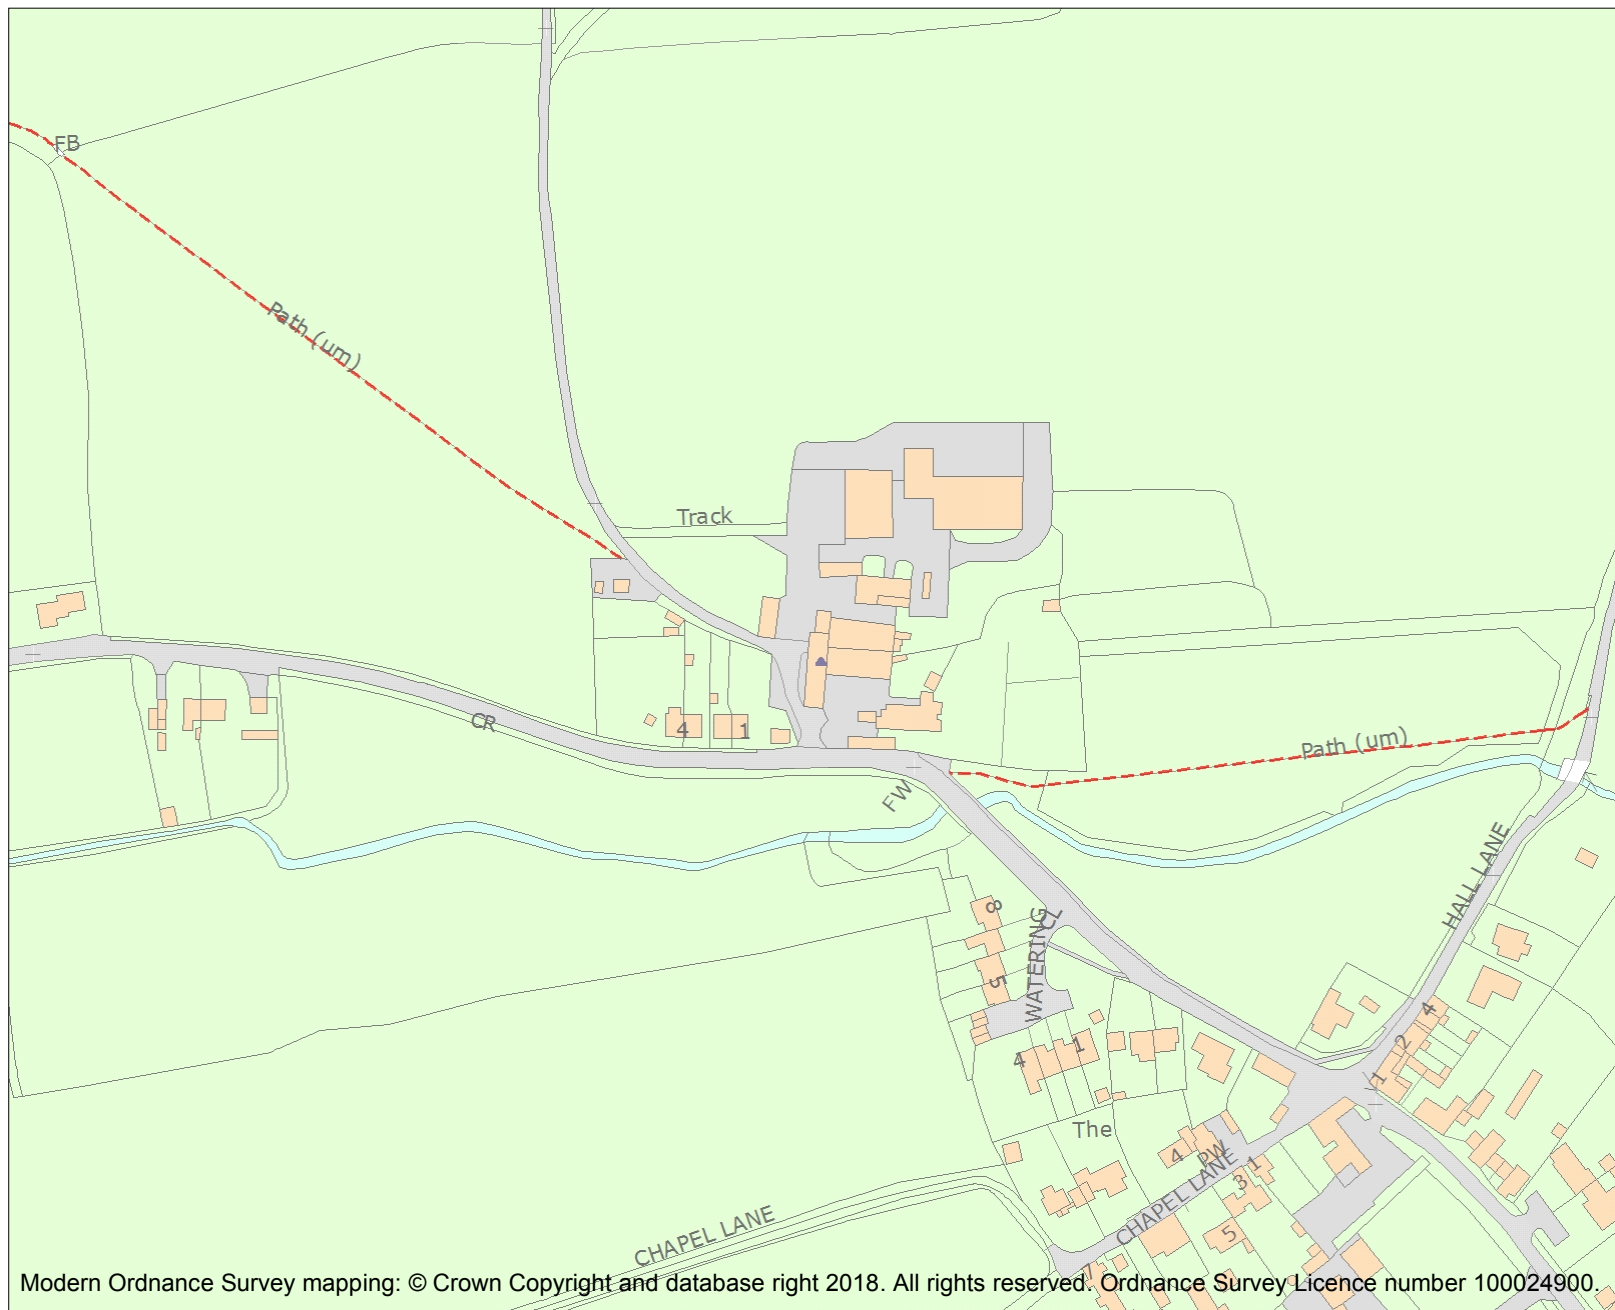 FB
Path (um)
Track
4
1
CR
Path (um)
FW
HALL LANE
8
5
WATERING
CL
4
1
4
2
1
The
4
PW
1
3
5
CHAPEL LANE
CHAPEL LANE
7
Modern Ordnance Survey mapping: © Crown Copyright and database right 2018. All rights reserved. Ordnance Survey Licence number 100024900.